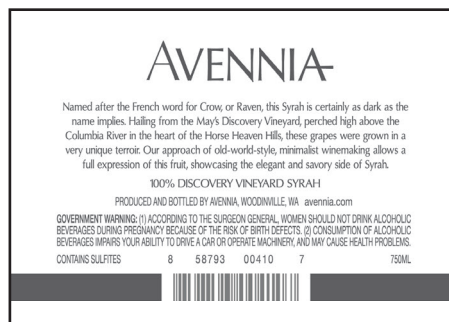 AVENNIA
Named after the French word for Crow, or Raven, this Syrah is certainly as dark as the
name implies. Hailing from the May's Discovery Vineyard, perched high above the
Columbia River in the heart of the Horse Heaven Hills, these grapes were grown in a
very unique terroir. Our approach of old-world-style, minimalist winemaking allows a
full expression of this fruit, showcasing the elegant and savory side of Syrah.
100% DISCOVERY VINEYARD SYRAH
PRODUCED AND BOTTLED BY AVENNIA, WOODINVILLE, WA avennia.com
GOVERNMENT WARNING: (1) ACCORDING TO THE SURGEON GENERAL, WOMEN SHOULD NOT DRINK ALCOHOLIC
BEVERAGES DURING PREGNANCY BECAUSE OF THE RISK OF BIRTH DEFECTS. (2) CONSUMPTION OF ALCOHOLIC
BEVERAGES IMPAIRS YOUR ABILITY TO DRIVE A CAR OR OPERATE MACHINERY, AND MAY CAUSE HEALTH PROBLEMS.
CONTAINS SULFITES 8 58793 00410 7 750ML